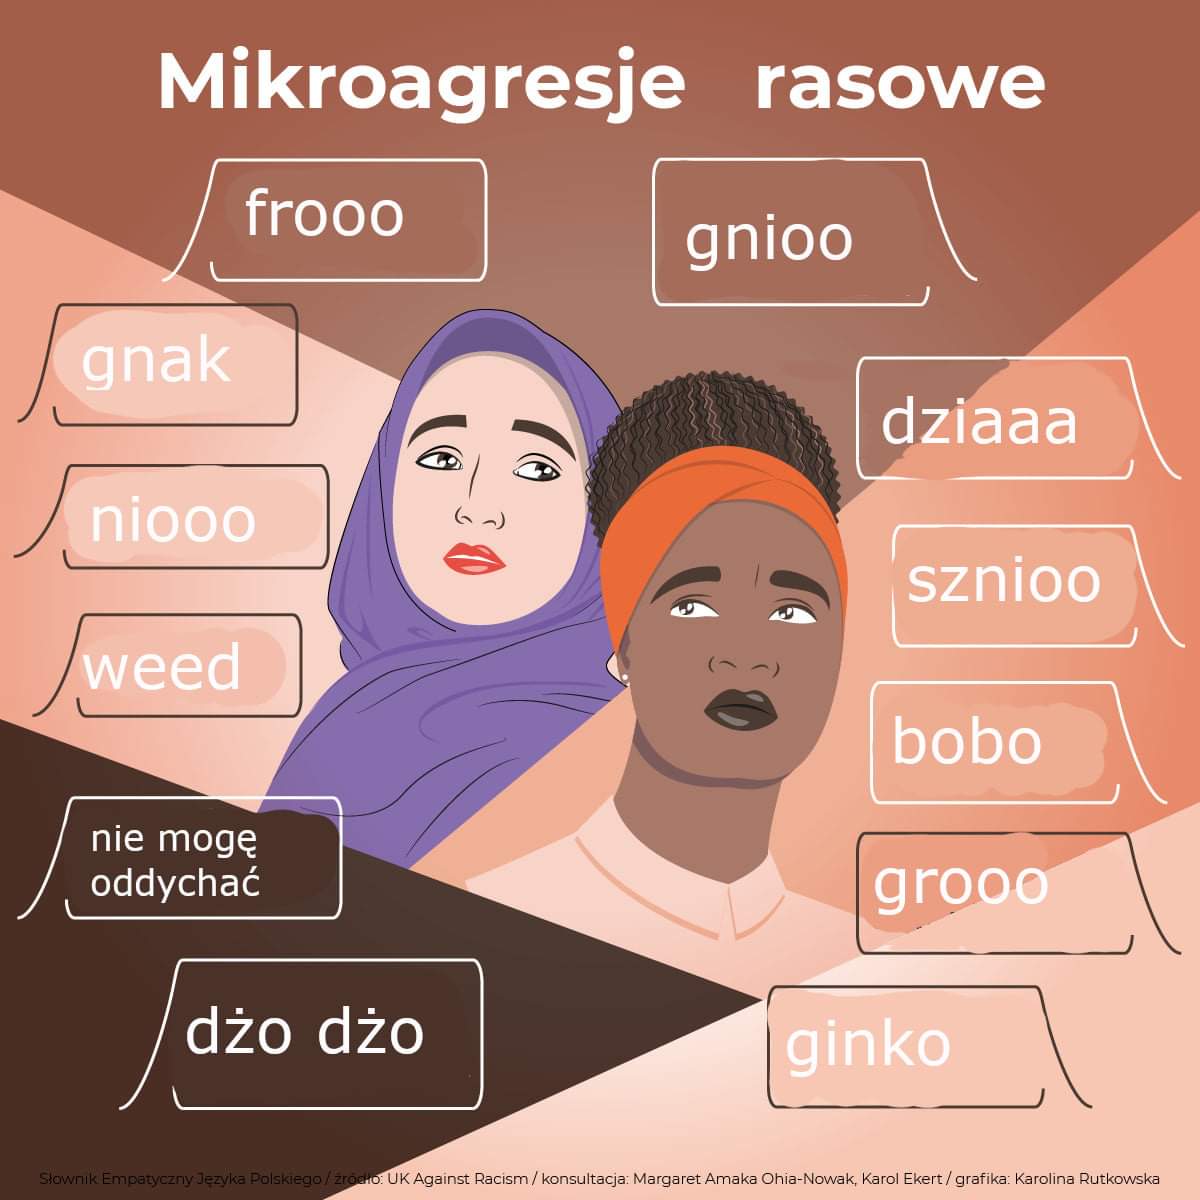 Mikroagresje rasowe
frooo
gnioo
gnak
dziaaa
niooo
sznioo
weed
bobo
nie mogę
oddychać
grooo
dżo dżo
ginko
Słownik Empatyczny Języka Polskiego / źródło: UK Against Racism / konsultacja: Margaret Amaka Ohia-Nowak, Karol Ekert / grafika: Karolina Rutkowska